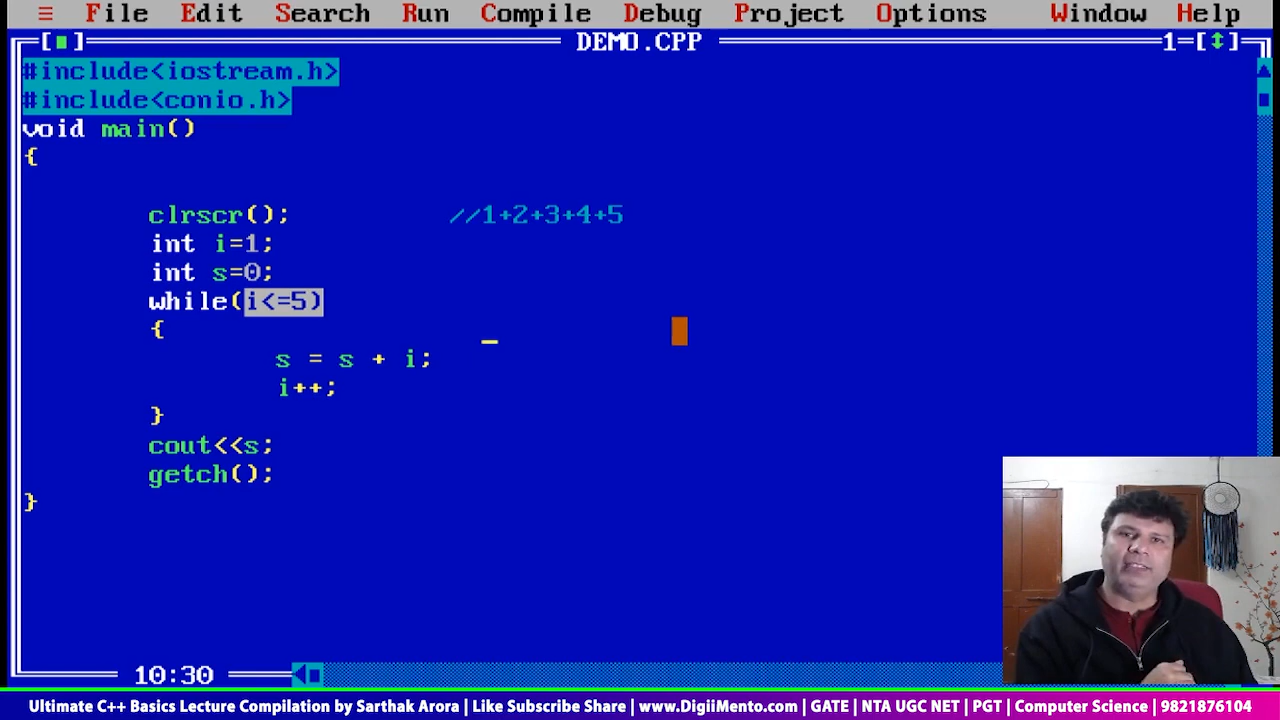 ≡ File Edit Search Run Compile Debug Project Options Window Help
[■] DEMO.CPP 1=[↕]
#include<iostream.h>
#include<conio.h>
void main()
{
clrscr(); //1+2+3+4+5
int i=1;
int s=0;
while(i<=5)
{
s = s + i;
i++;
}
cout<<s;
getch();
}
10:30
Ultimate C++ Basics Lecture Compilation by Sarthak Arora | Like Subscribe Share | www.DigiiMento.com | GATE | NTA UGC NET | PGT | Computer Science | 9821876104